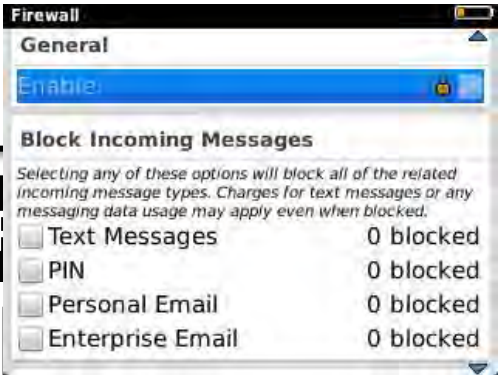 Firewall
General
Enable:
Block Incoming Messages
Selecting any of these options will block all of the related
incoming message types. Charges for text messages or any
messaging data usage may apply even when blocked.
Text Messages 0 blocked
PIN 0 blocked
Personal Email 0 blocked
Enterprise Email 0 blocked